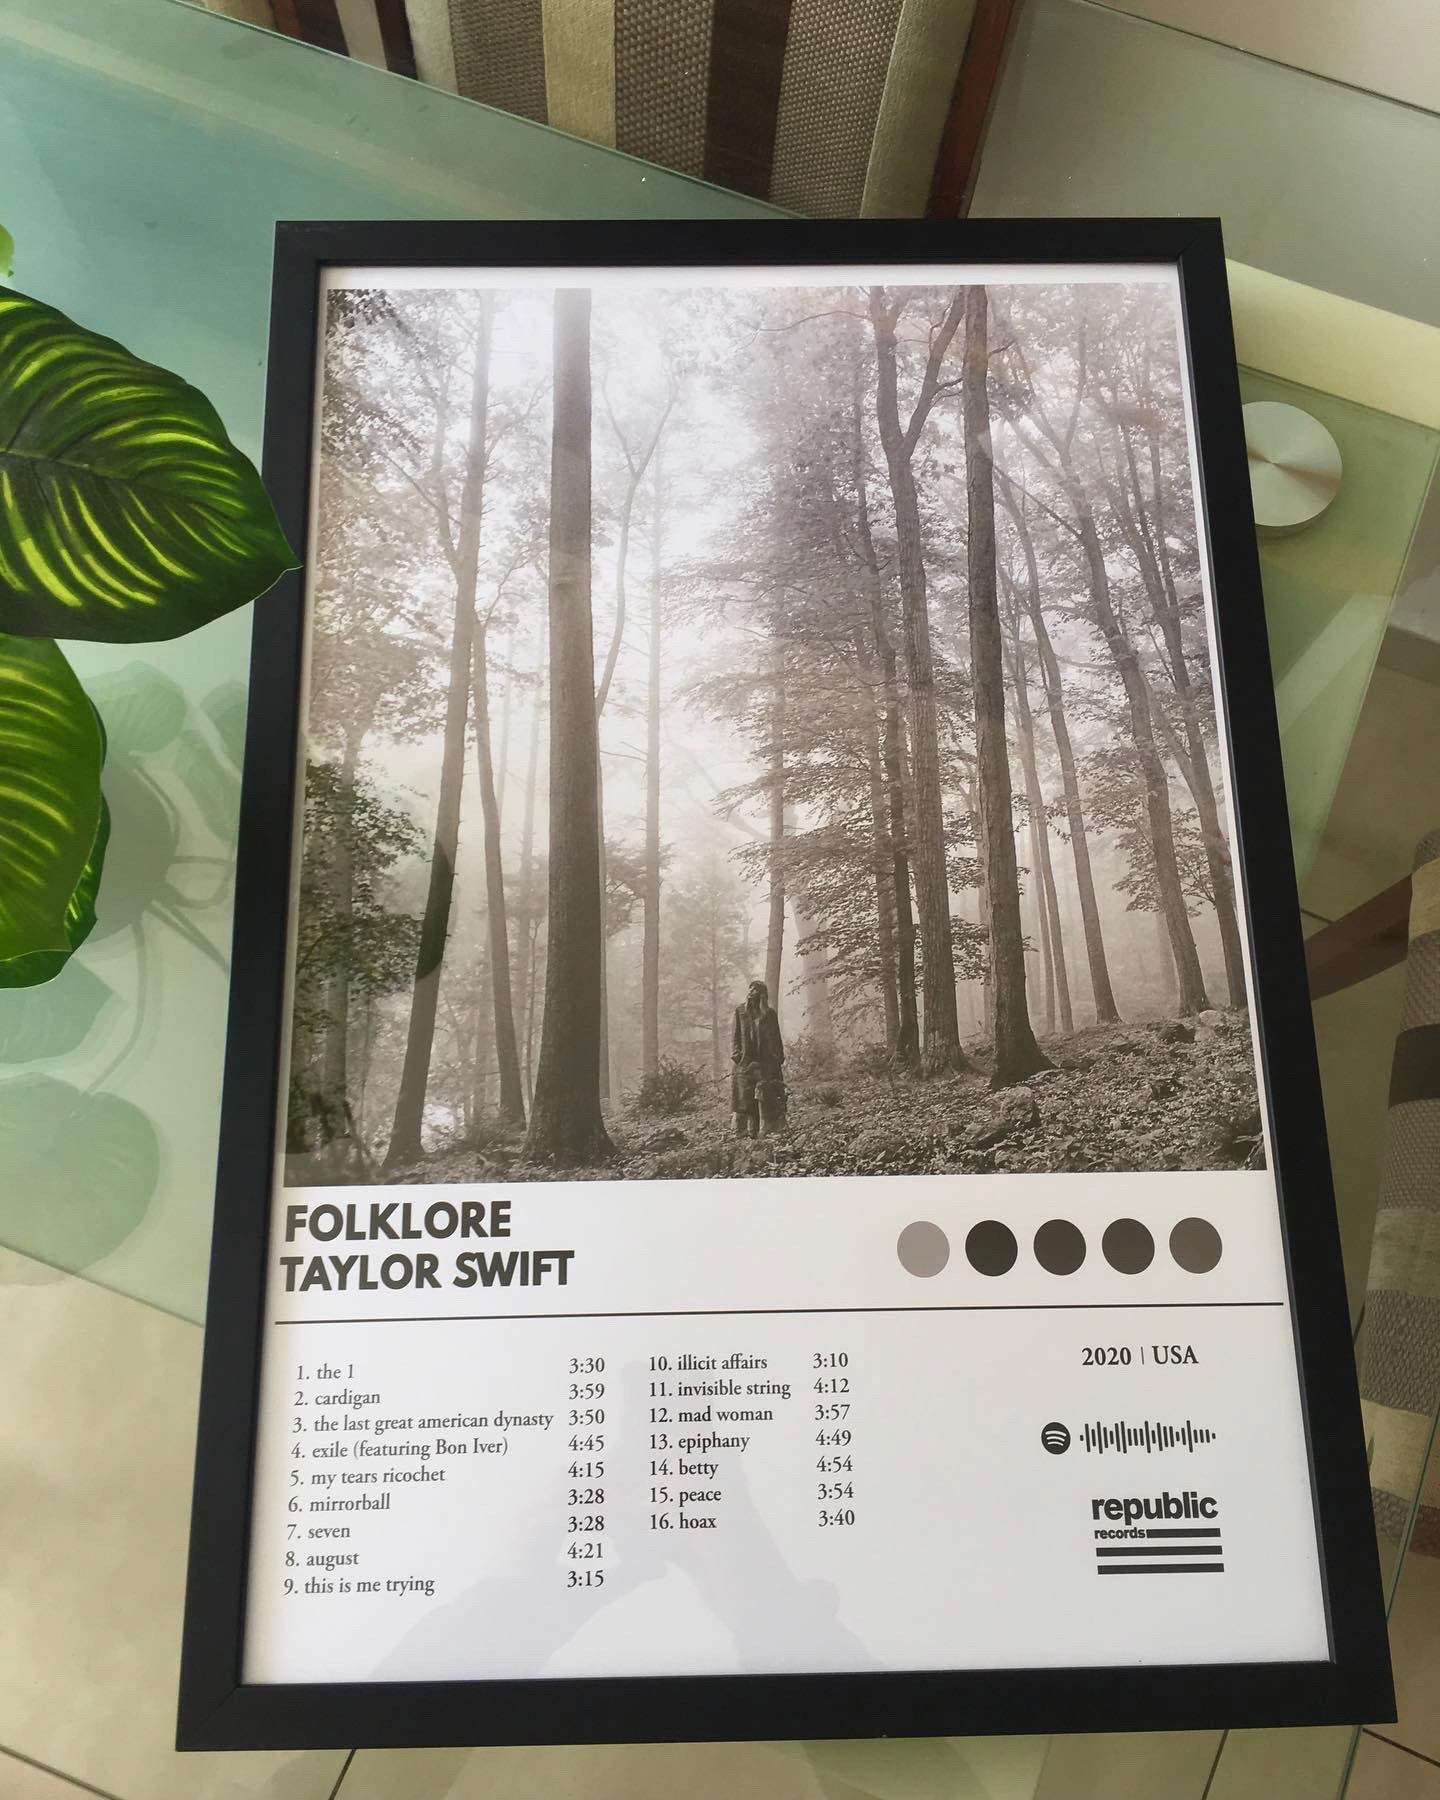 FOLKLORE
TAYLOR SWIFT
1. the 1 3:30
2. cardigan 3:59
3. the last great american dynasty 3:50
4. exile (featuring Bon Iver) 4:45
5. my tears ricochet 4:15
6. mirrorball 3:28
7. seven 3:28
8. august 4:21
9. this is me trying 3:15
10. illicit affairs 3:10
11. invisible string 4:12
12. mad woman 3:57
13. epiphany 4:49
14. betty 4:54
15. peace 3:54
16. hoax 3:40
2020 | USA
republic
records